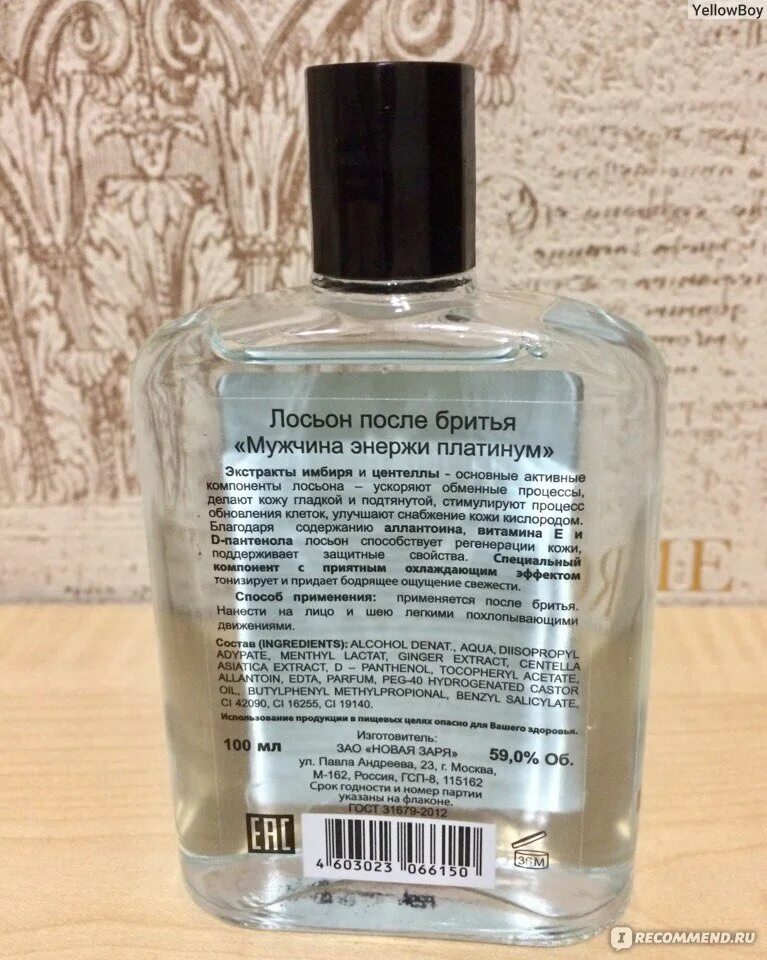 YellowBoy
Лосьон после бритья
«Мужчина энержи платинум»
Экстракты имбиря и центеллы - основные активные
компоненты лосьона – ускоряют обменные процессы,
делают кожу гладкой и подтянутой, стимулируют процесс
обновления клеток, улучшают снабжение кожи кислородом.
Благодаря содержанию аллантоина, витамина Е и
D-пантенола лосьон способствует регенерации кожи,
поддерживает защитные свойства. Специальный
компонент с приятным охлаждающим эффектом
тонизирует и придает бодрящее ощущение свежести.
Способ применения: применяется после бритья.
Нанести на лицо и шею легкими похлопывающими
движениями.
Состав (INGREDIENTS): ALCOHOL DENAT., AQUA, DIISOPROPYL
ADYPATE, MENTHYL LACTAT, GINGER EXTRACT, CENTELLA
ASIATICA EXTRACT, D – PANTHENOL, TOCOPHERYL ACETATE,
ALLANTOIN, EDTA, PARFUM, PEG-40 HYDROGENATED CASTOR
OIL, BUTYLPHENYL METHYLPROPIONAL, BENZYL SALICYLATE,
CI 42090, CI 16255, CI 19140.
Использование продукции в пищевых целях опасно для Вашего здоровья.
100 мл
Изготовитель:
ЗАО «НОВАЯ ЗАРЯ»
59,0% Об.
ул. Павла Андреева, 23, г. Москва,
М-162, Россия, ГСП-8, 115162
Срок годности и номер партии
указаны на флаконе.
ГОСТ 31679-2012
EAC
4 603023 066150
36 M
IRECOMMEND.RU